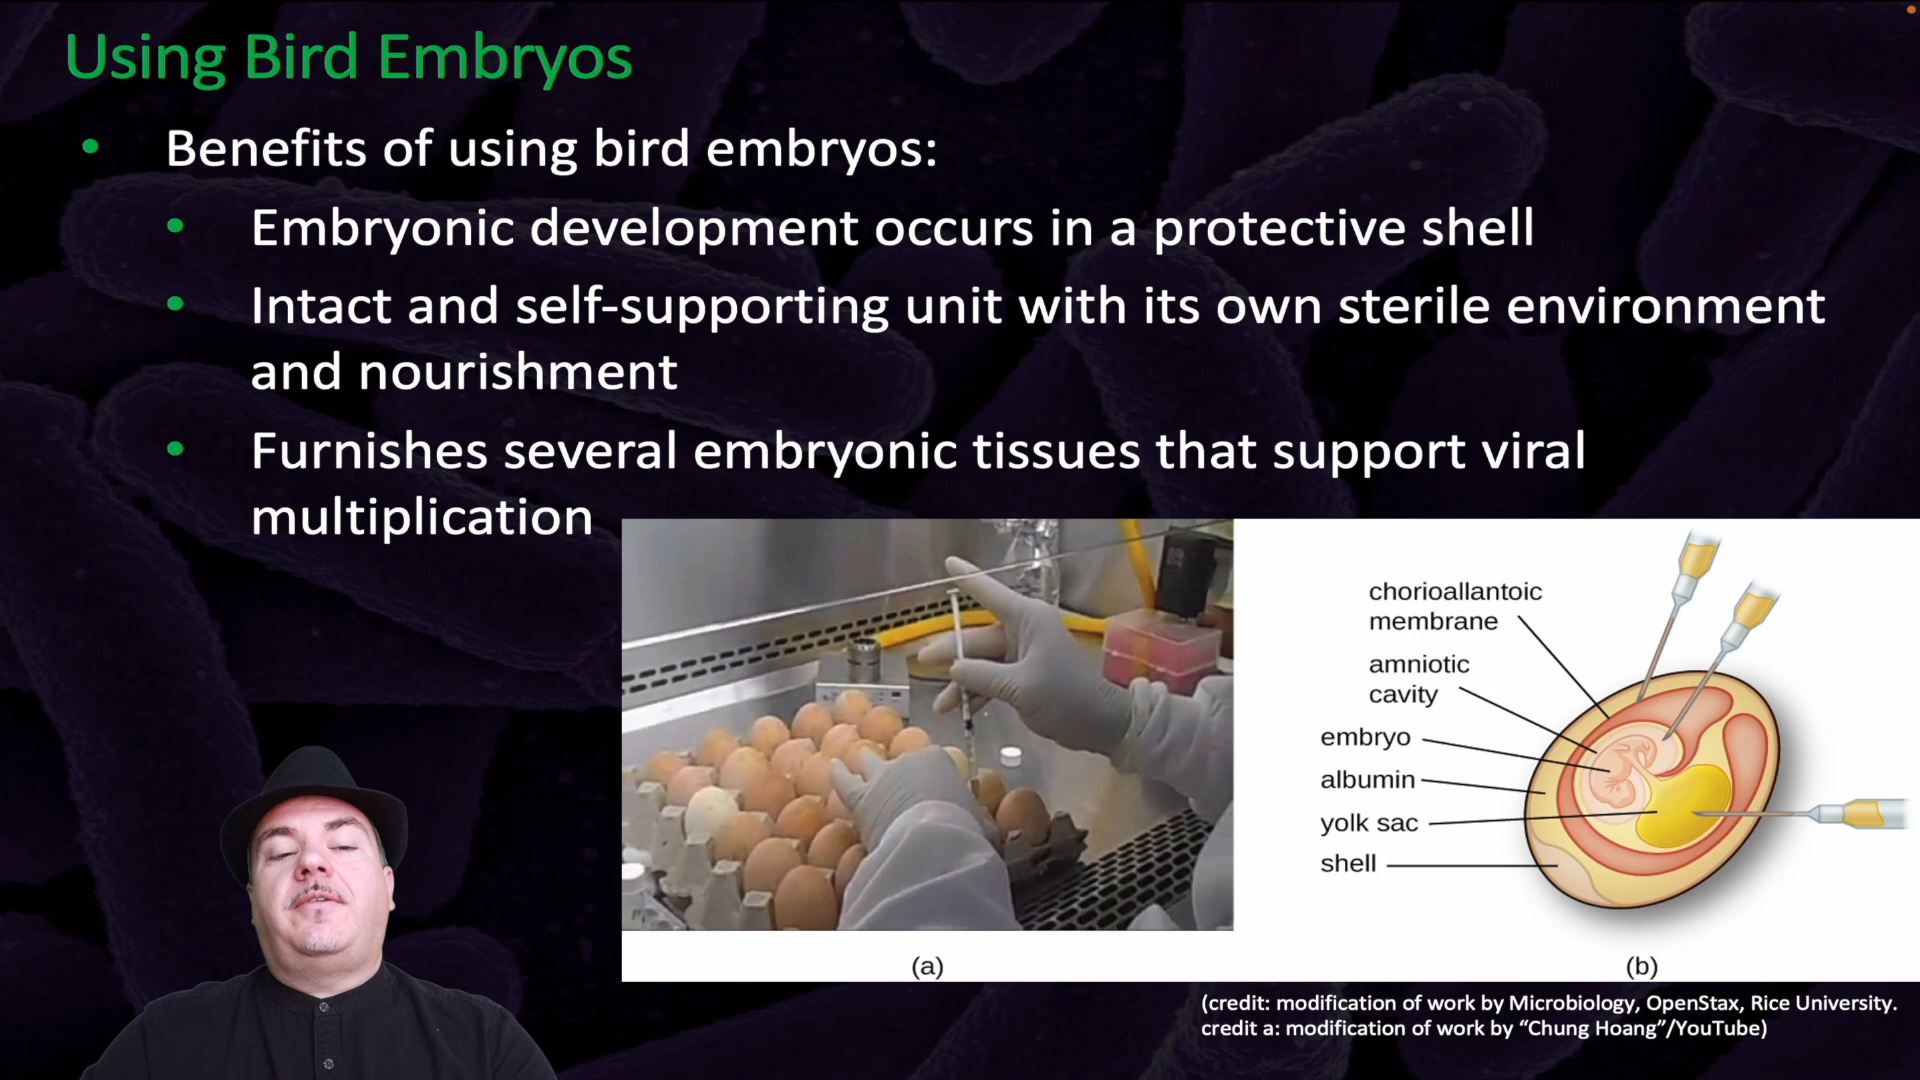 Using Bird Embryos
• Benefits of using bird embryos:
• Embryonic development occurs in a protective shell
• Intact and self-supporting unit with its own sterile environment
and nourishment
• Furnishes several embryonic tissues that support viral
multiplication
chorioallantoic
membrane
amniotic
cavity
embryo
albumin
yolk sac
shell
(a)
(b)
(credit: modification of work by Microbiology, OpenStax, Rice University.
credit a: modification of work by “Chung Hoang”/YouTube)